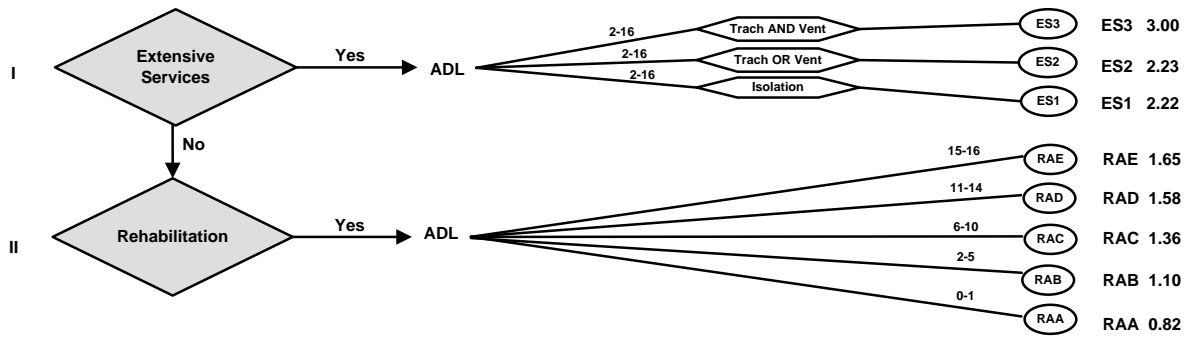 I
Extensive
Services
Yes
ADL
2-16
Trach AND Vent
ES3
ES3 3.00
2-16
Trach OR Vent
ES2
ES2 2.23
2-16
Isolation
ES1
ES1 2.22
No
II
Rehabilitation
Yes
ADL
15-16
RAE
RAE 1.65
11-14
RAD
RAD 1.58
6-10
RAC
RAC 1.36
2-5
RAB
RAB 1.10
0-1
RAA
RAA 0.82